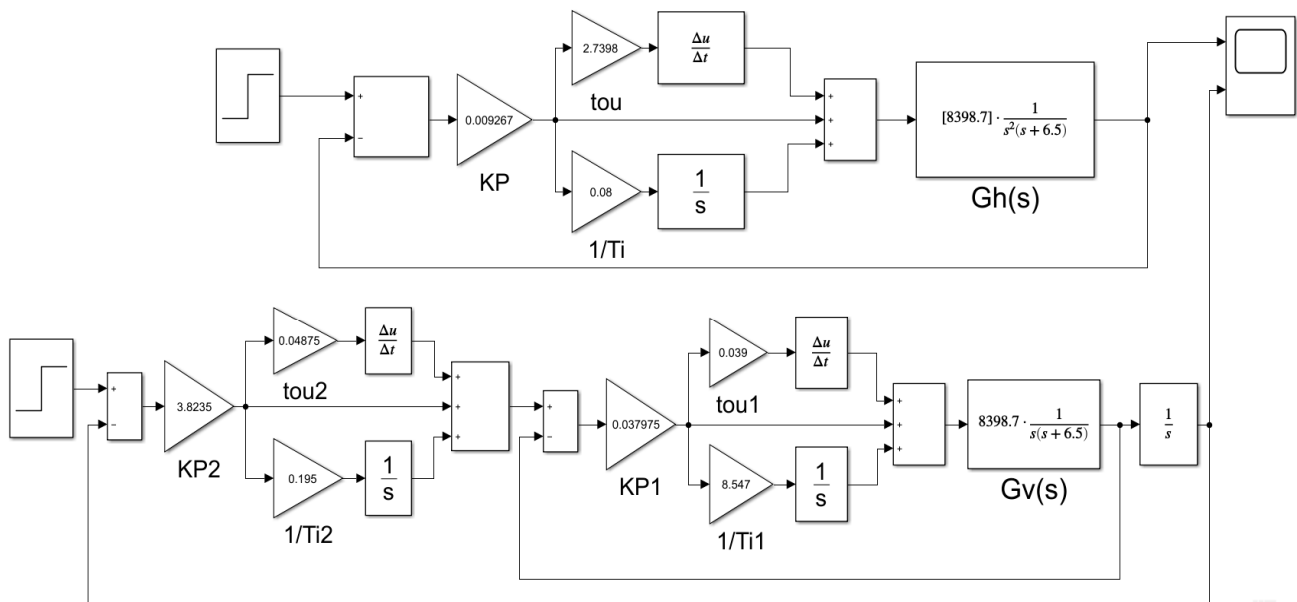 2.7398
Δu
Δt
tou
+
−
0.009267
KP
+
+
+
[8398.7] · 1
s²(s + 6.5)
Gh(s)
0.08
1
s
1/Ti
+
−
3.8235
KP2
0.04875
Δu
Δt
tou2
0.195
1
s
1/Ti2
+
+
+
+
−
0.037975
KP1
0.039
Δu
Δt
tou1
8.547
1
s
1/Ti1
+
+
+
8398.7 · 1
s(s + 6.5)
Gv(s)
1
s